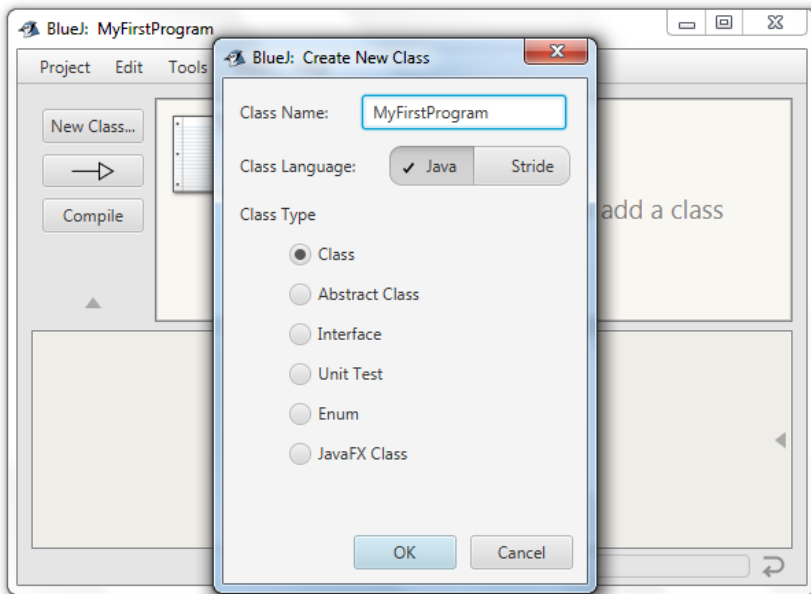 BlueJ: MyFirstProgram
Project Edit Tools
New Class...
Compile
add a class
BlueJ: Create New Class
Class Name: MyFirstProgram
Class Language: Java Stride
Class Type
Class
Abstract Class
Interface
Unit Test
Enum
JavaFX Class
OK Cancel